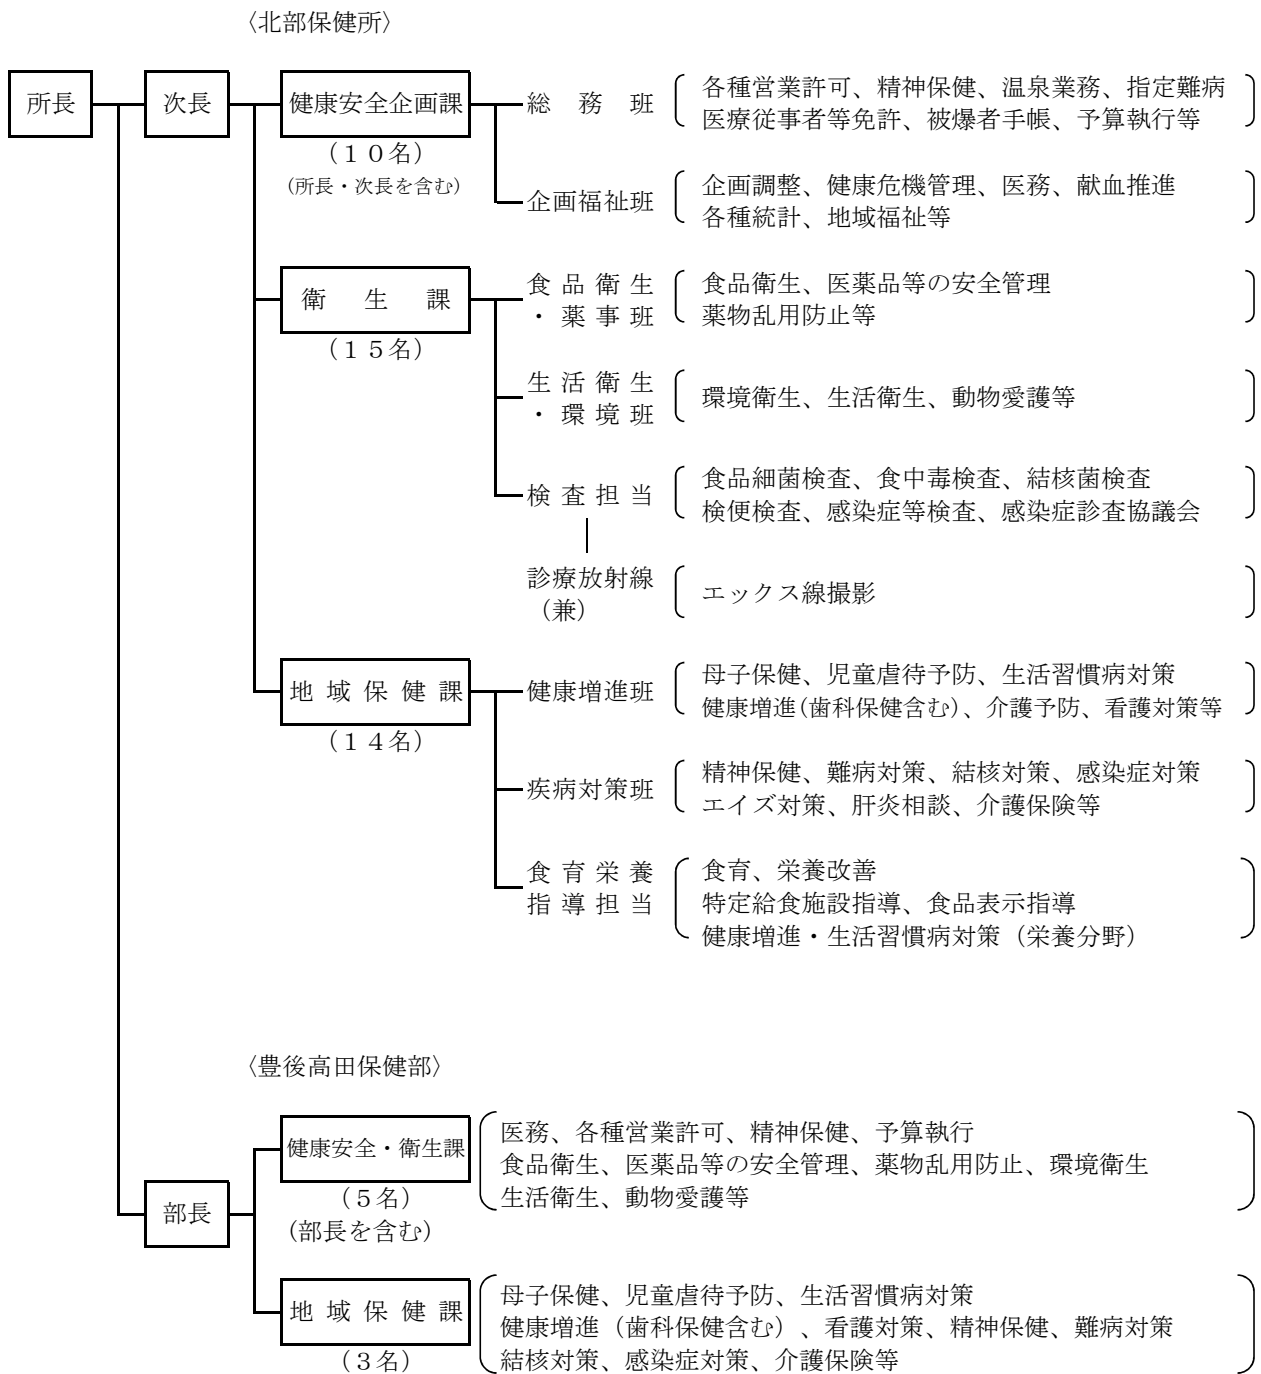 〈北部保健所〉
所長
次長
健康安全企画課
（１０名）
(所長・次長を含む)
総務班
各種営業許可、精神保健、温泉業務、指定難病
医療従事者等免許、被爆者手帳、予算執行等
企画福祉班
企画調整、健康危機管理、医務、献血推進
各種統計、地域福祉等
衛生課
（１５名）
食品衛生
・薬事班
食品衛生、医薬品等の安全管理
薬物乱用防止等
生活衛生
・環境班
環境衛生、生活衛生、動物愛護等
検査担当
食品細菌検査、食中毒検査、結核菌検査
検便検査、感染症等検査、感染症診査協議会
診療放射線
（兼）
エックス線撮影
地域保健課
（１４名）
健康増進班
母子保健、児童虐待予防、生活習慣病対策
健康増進(歯科保健含む)、介護予防、看護対策等
疾病対策班
精神保健、難病対策、結核対策、感染症対策
エイズ対策、肝炎相談、介護保険等
食育栄養
指導担当
食育、栄養改善
特定給食施設指導、食品表示指導
健康増進・生活習慣病対策（栄養分野）
〈豊後高田保健部〉
部長
健康安全・衛生課
（５名）
(部長を含む)
医務、各種営業許可、精神保健、予算執行
食品衛生、医薬品等の安全管理、薬物乱用防止、環境衛生
生活衛生、動物愛護等
地域保健課
（３名）
母子保健、児童虐待予防、生活習慣病対策
健康増進（歯科保健含む）、看護対策、精神保健、難病対策
結核対策、感染症対策、介護保険等